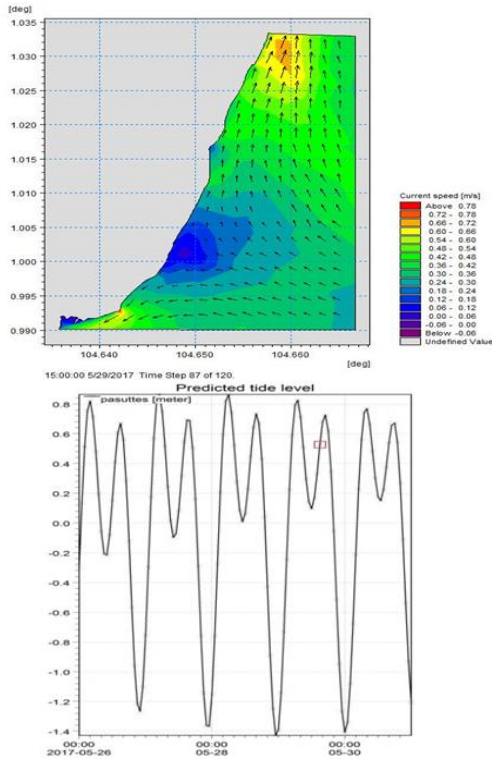 [deg]
1.035
1.030
1.025
1.020
1.015
1.010
1.005
1.000
0.995
0.990
104.640 104.650 104.660
[deg]
Current speed [m/s]
Above 0.78
0.72 - 0.78
0.66 - 0.72
0.60 - 0.66
0.54 - 0.60
0.48 - 0.54
0.42 - 0.48
0.36 - 0.42
0.30 - 0.36
0.24 - 0.30
0.18 - 0.24
0.12 - 0.18
0.06 - 0.12
0.00 - 0.06
-0.06 - 0.00
Below -0.06
Undefined Value
15:00:00 5/29/2017 Time Step 87 of 120.
Predicted tide level
pasuttes [meter]
0.8
0.6
0.4
0.2
0.0
-0.2
-0.4
-0.6
-0.8
-1.0
-1.2
-1.4
00:00 00:00 00:00
2017-05-26 05-28 05-30